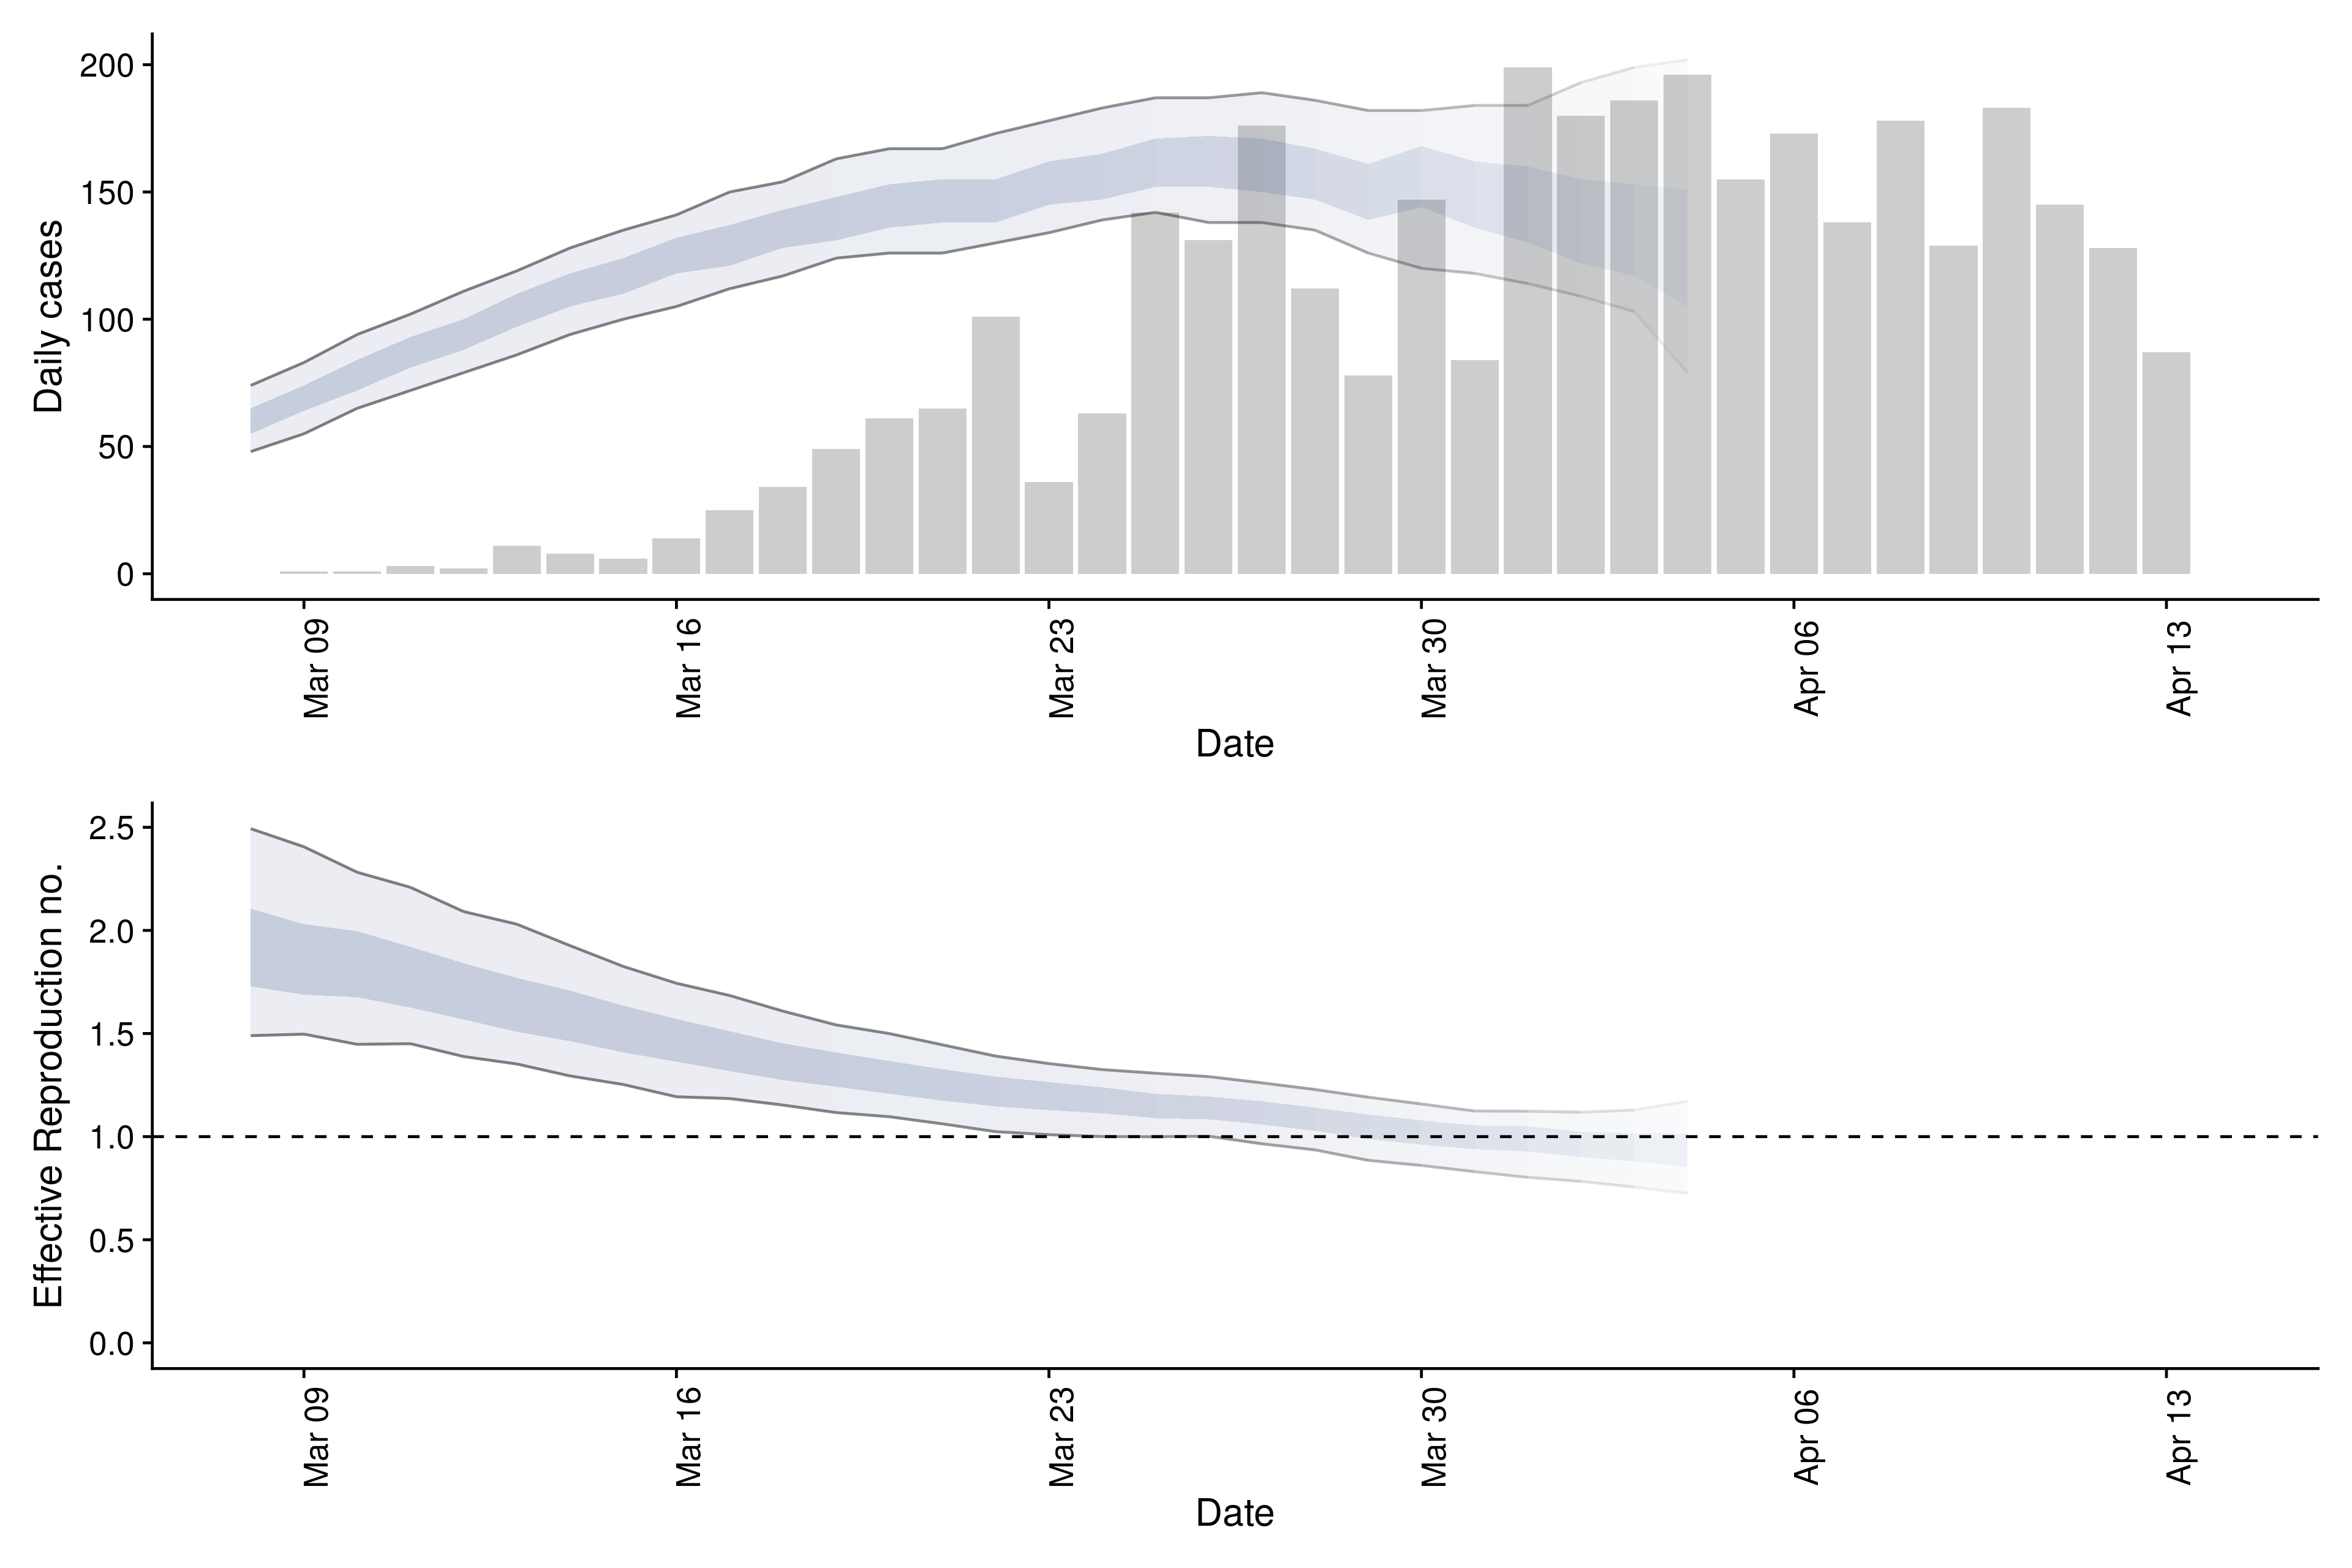 Daily cases
200
150
100
50
0
Mar 09
Mar 16
Mar 23
Mar 30
Apr 06
Apr 13
Date
Effective Reproduction no.
2.5
2.0
1.5
1.0
0.5
0.0
Mar 09
Mar 16
Mar 23
Mar 30
Apr 06
Apr 13
Date